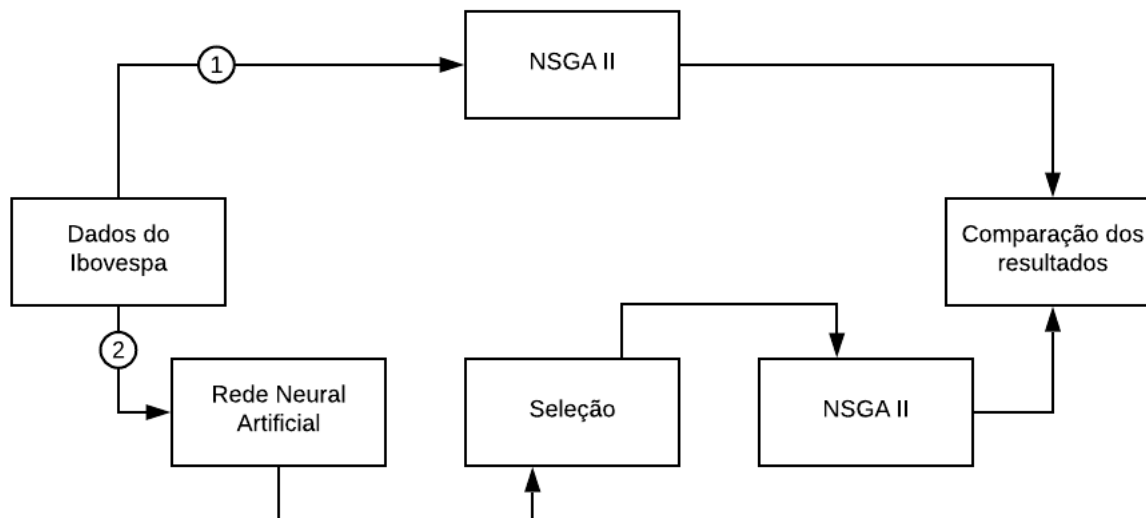 1
NSGA II
Dados do
Ibovespa
Comparação dos
resultados
2
Rede Neural
Artificial
Seleção
NSGA II